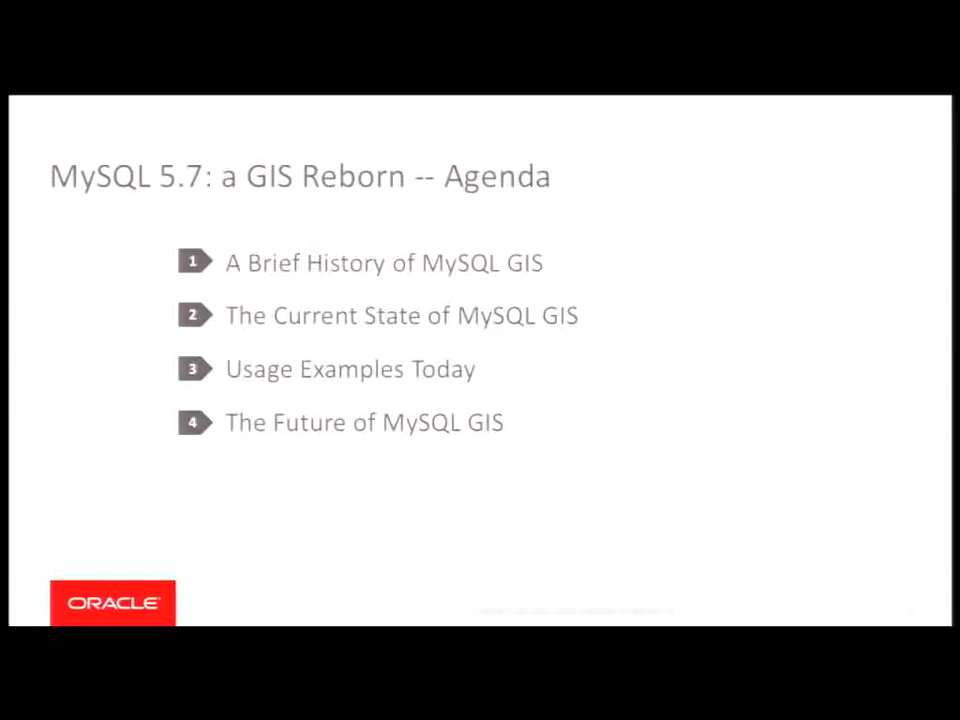 MySQL 5.7: a GIS Reborn -- Agenda
1 A Brief History of MySQL GIS
2 The Current State of MySQL GIS
3 Usage Examples Today
4 The Future of MySQL GIS
ORACLE